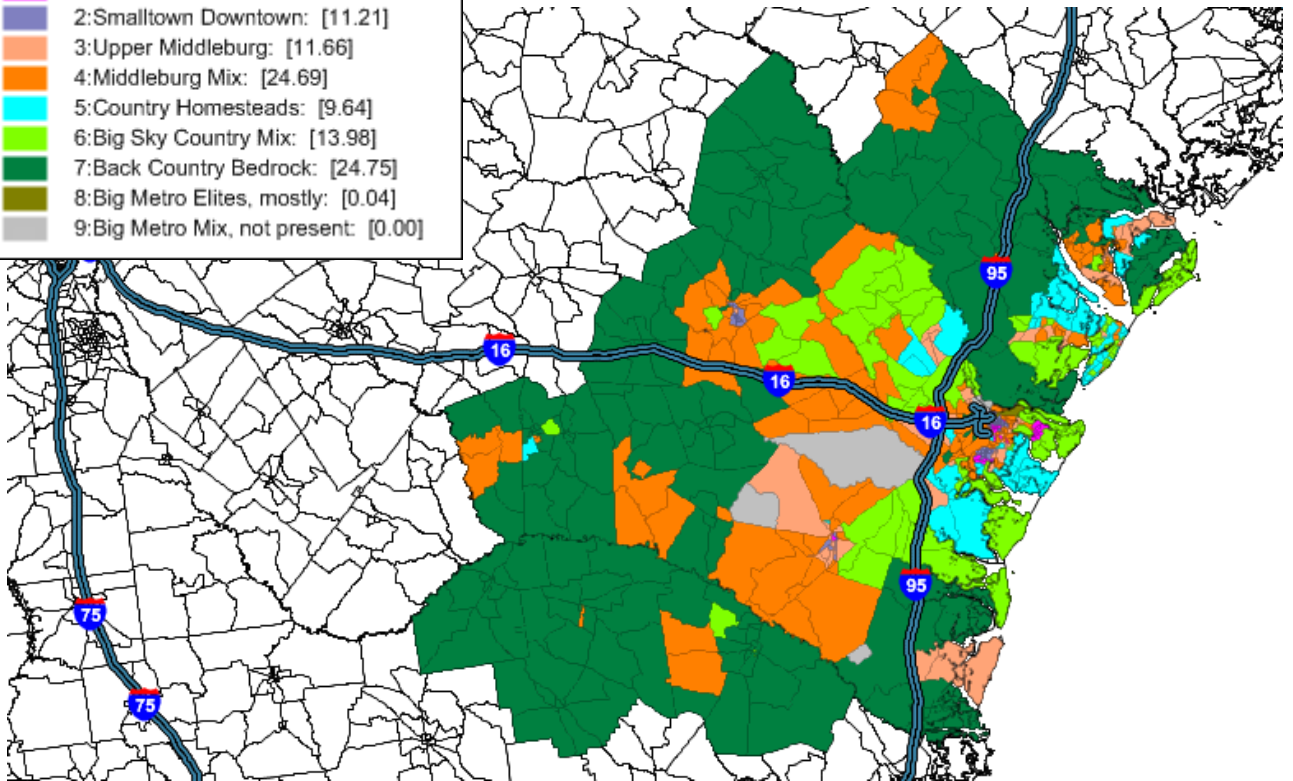 2:Smalltown Downtown: [11.21]
3:Upper Middleburg: [11.66]
4:Middleburg Mix: [24.69]
5:Country Homesteads: [9.64]
6:Big Sky Country Mix: [13.98]
7:Back Country Bedrock: [24.75]
8:Big Metro Elites, mostly: [0.04]
9:Big Metro Mix, not present: [0.00]
95
16
16
16
95
75
75